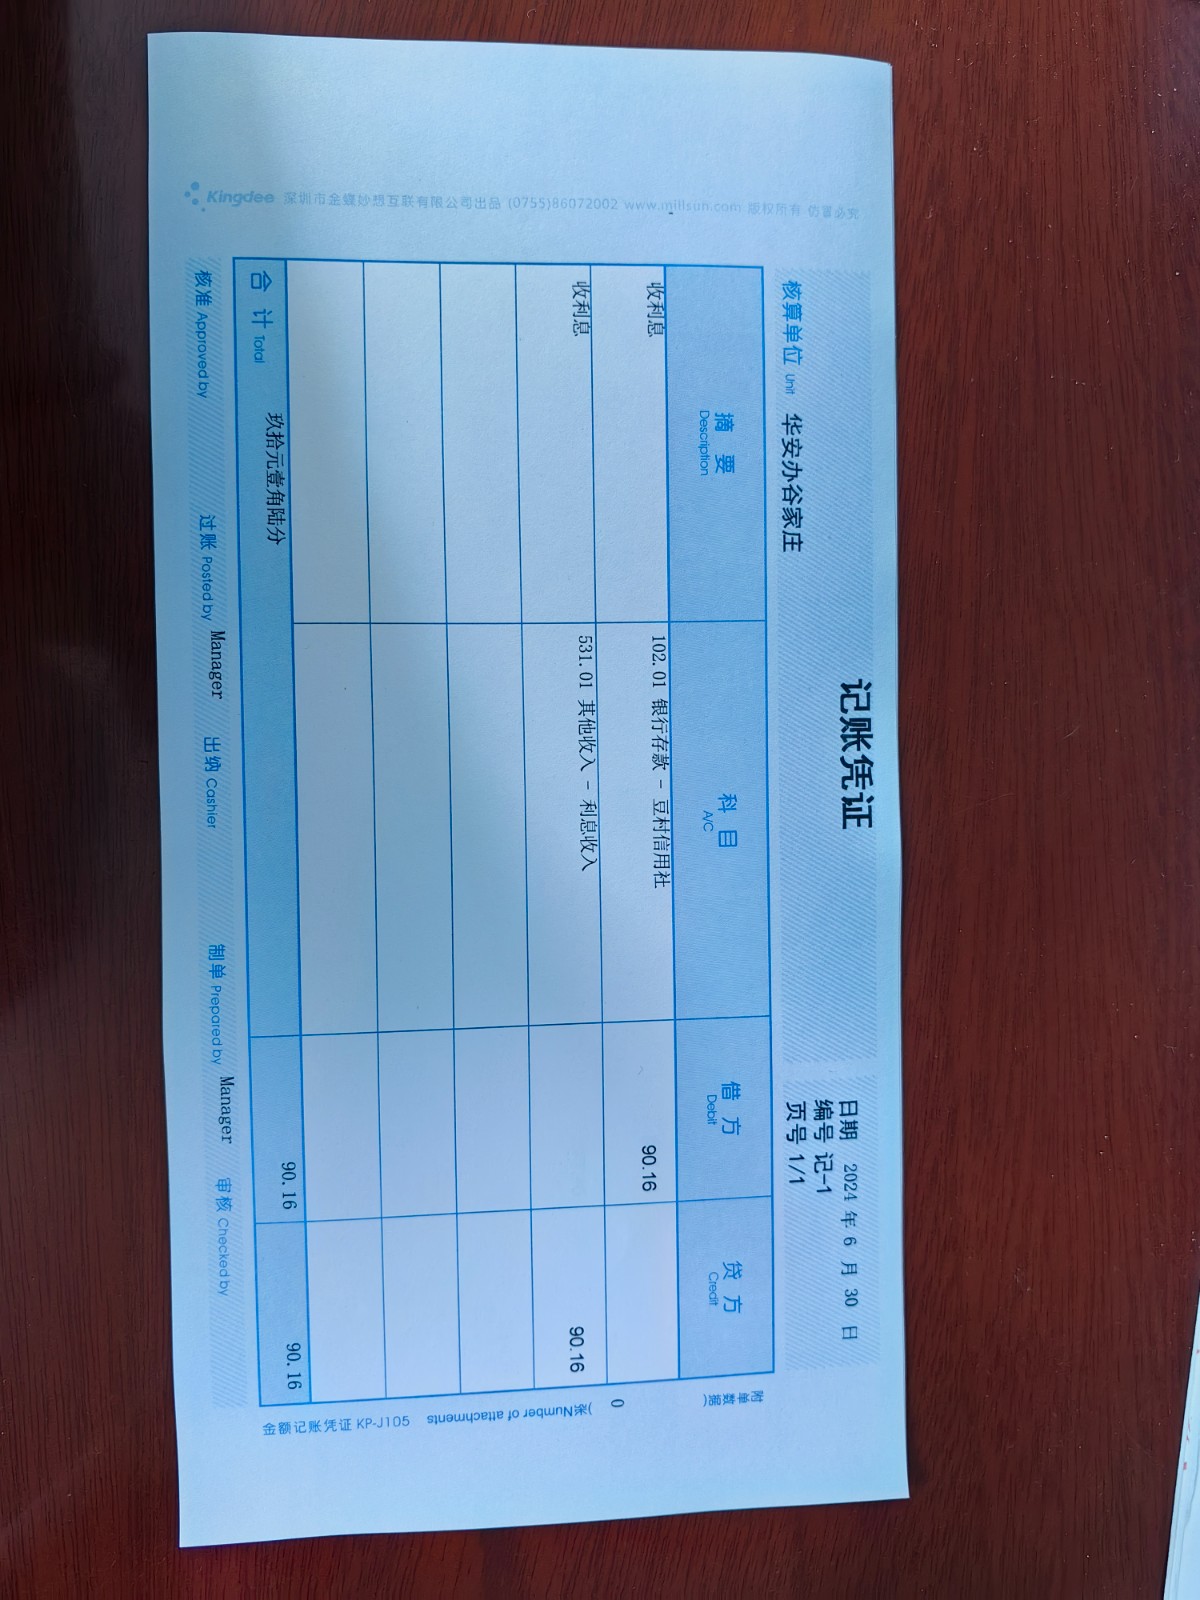 记账凭证
日期 2024 年 6 月 30 日
编号 记-1
核算单位 Unit 华安办谷家庄
页号 1/1
摘 要 Description 科 目 A/C 借 方 Debit 贷 方 Credit
收利息 102.01 银行存款 - 豆村信用社 90.16
收利息 531.01 其他收入 - 利息收入 90.16
合 计 Total 玖拾元壹角陆分 90.16 90.16
附单数据(
0
)张Number of attachments
金额记账凭证 KP-J105
核准 Approved by 过账 Posted by Manager 出纳 Cashier 制单 Prepared by Manager 审核 Checked by
Kingdee 深圳市金蝶妙想互联有限公司出品 (0755)86072002 www.millsun.com 版权所有 仿冒必究